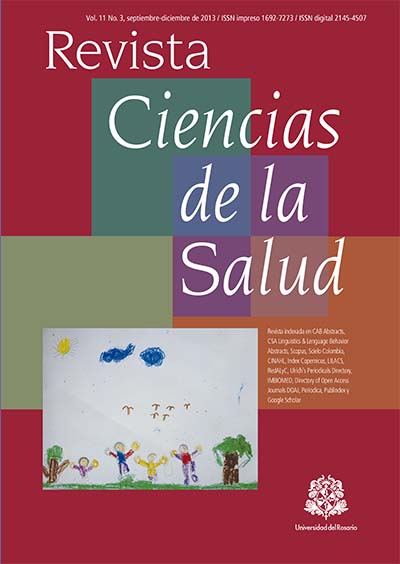 Vol. 11 No. 3, septiembre-diciembre de 2013 / ISSN impreso 1692-7273 / ISSN digital 2145-4507
Revista
Ciencias
de la
Salud
Revista indexada en CAB Abstracts,
CSA Linguistics & Language Behavior
Abstracts, Scopus, Scielo Colombia,
CINAHL, Index Copernicus, LILACS,
RedALyC, Ulrich's Periodicals Directory,
IMBIOMED, Directory of Open Access
Journals DOAJ, Periodica, Publindex y
Google Scholar
Universidad del Rosario